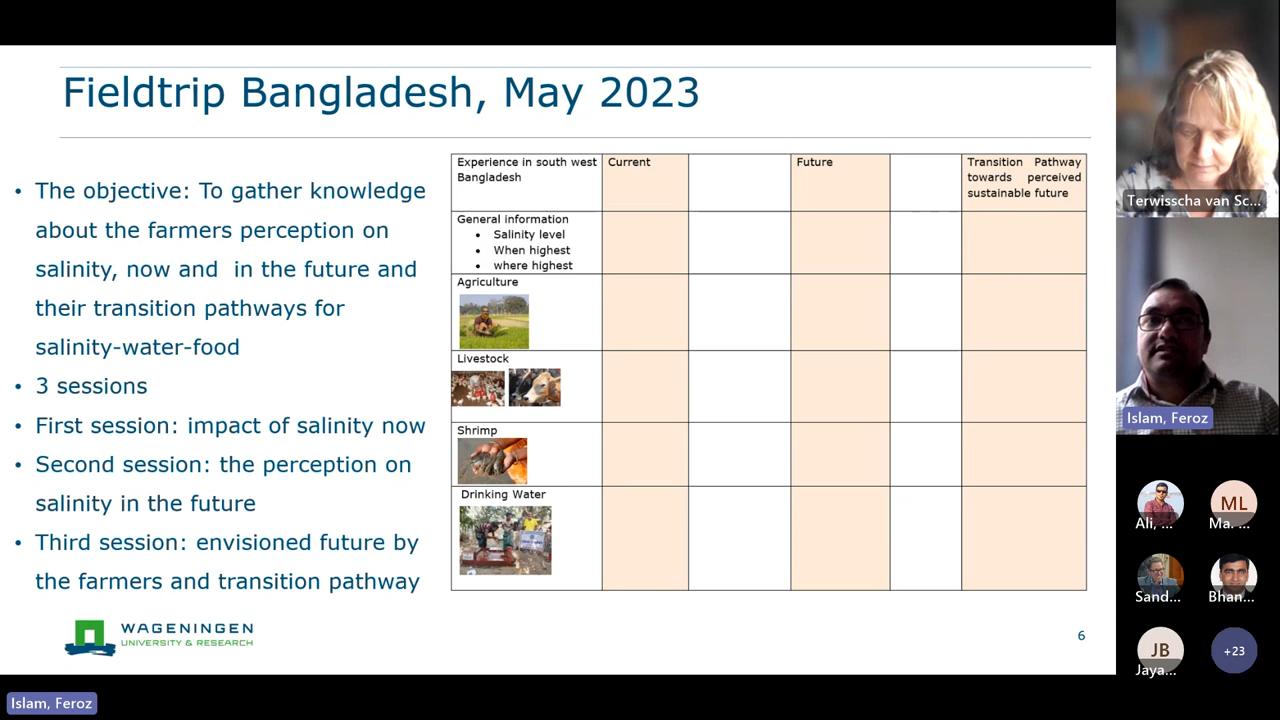 Fieldtrip Bangladesh, May 2023
• The objective: To gather knowledge
about the farmers perception on
salinity, now and in the future and
their transition pathways for
salinity-water-food
• 3 sessions
• First session: impact of salinity now
• Second session: the perception on
salinity in the future
• Third session: envisioned future by
the farmers and transition pathway
Experience in south west
Bangladesh
Current
Future
Transition Pathway
towards perceived
sustainable future
General information
• Salinity level
• When highest
• where highest
Agriculture
Livestock
Shrimp
Drinking Water
WAGENINGEN
UNIVERSITY & RESEARCH
6
Terwisscha van Sc...
Islam, Feroz
Ali, ...
ML
Ma. ...
Sand...
Bhan...
JB
Jaya...
+23
Islam, Feroz